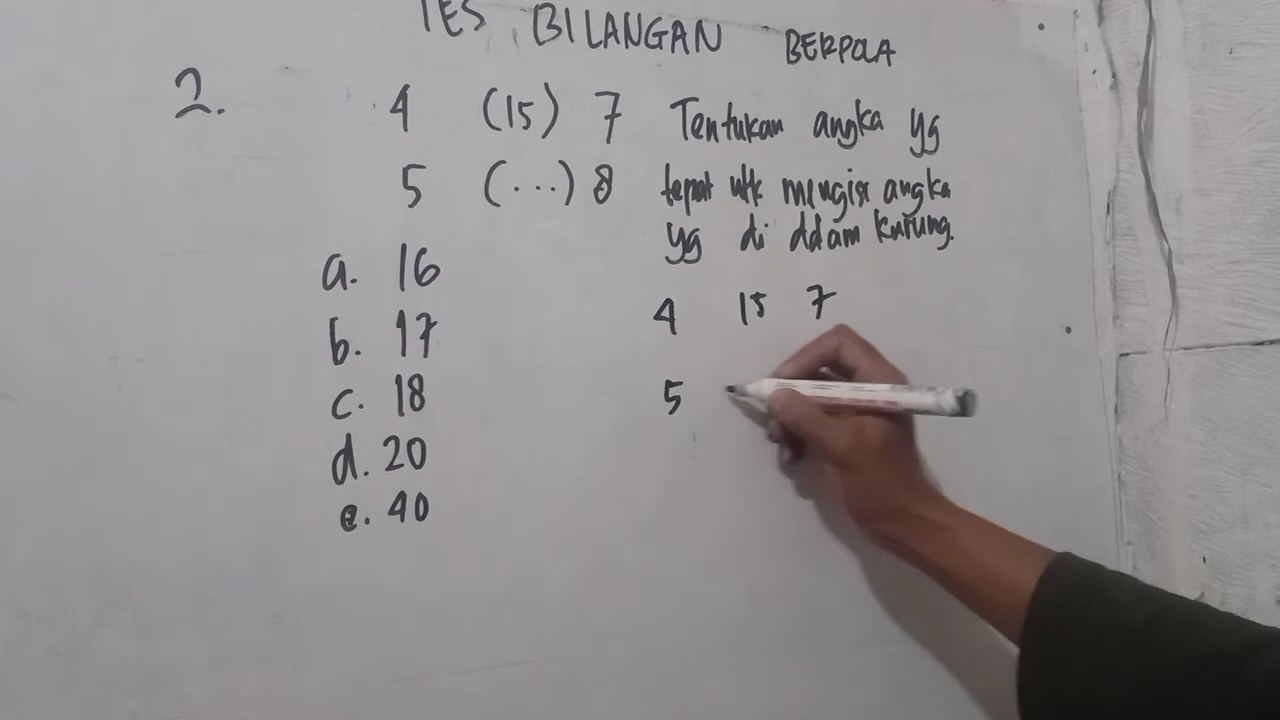 TES BILANGAN BERPOLA
2. 4 (15) 7 Tentukan angka yg
5 (...) 8 tepat utk mengisi angka
yg di dalam kurung.
a. 16
b. 17
c. 18
d. 20
e. 40
4 15 7
5